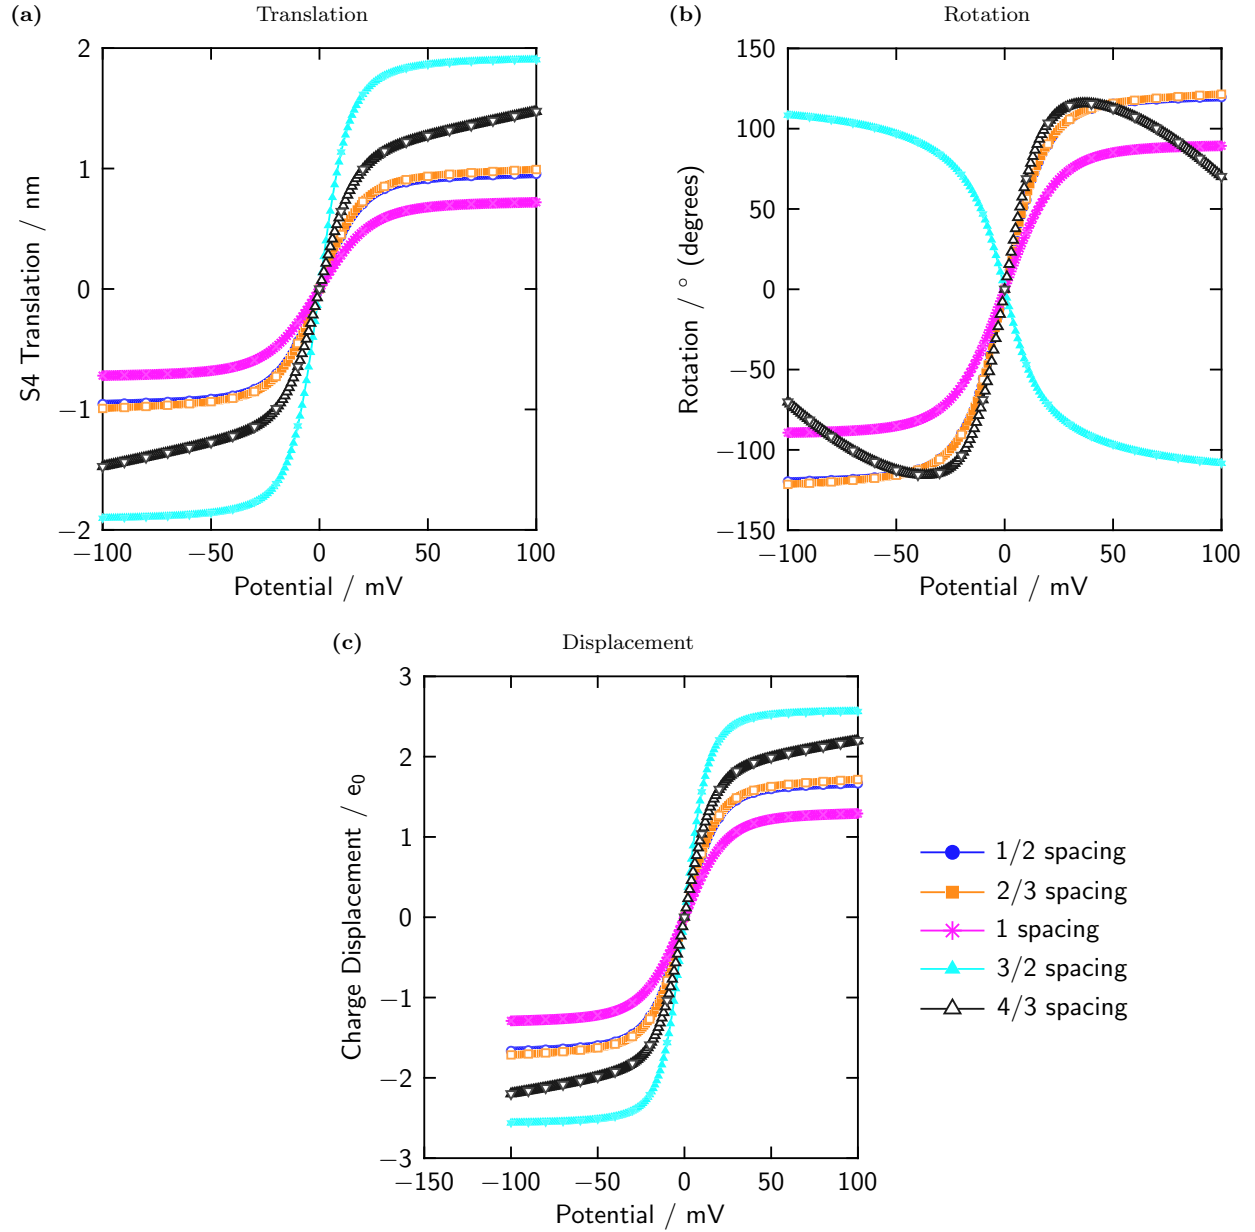 (a) Translation
2
1
0
−1
−2
S4 Translation / nm
−100 −50 0 50 100
Potential / mV
(b) Rotation
150
100
50
0
−50
−100
−150
Rotation / ° (degrees)
−100 −50 0 50 100
Potential / mV
(c) Displacement
3
2
1
0
−1
−2
−3
Charge Displacement / e0
−150 −100 −50 0 50 100
Potential / mV
1/2 spacing
2/3 spacing
1 spacing
3/2 spacing
4/3 spacing